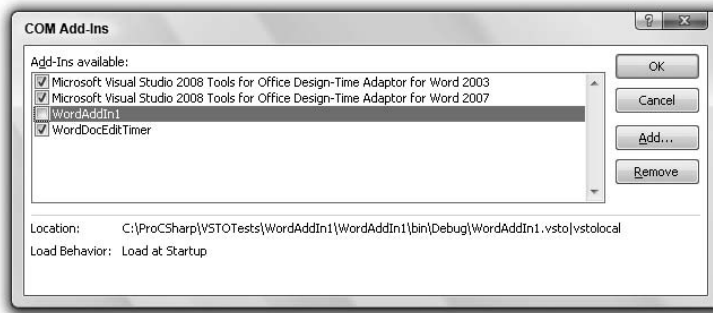 COM Add-Ins
Add-Ins available:
Microsoft Visual Studio 2008 Tools for Office Design-Time Adaptor for Word 2003
Microsoft Visual Studio 2008 Tools for Office Design-Time Adaptor for Word 2007
WordAddIn1
WordDocEditTimer
OK
Cancel
Add...
Remove
Location: C:\ProCSharp\VSTOTests\WordAddIn1\WordAddIn1\bin\Debug\WordAddIn1.vsto|vstolocal
Load Behavior: Load at Startup